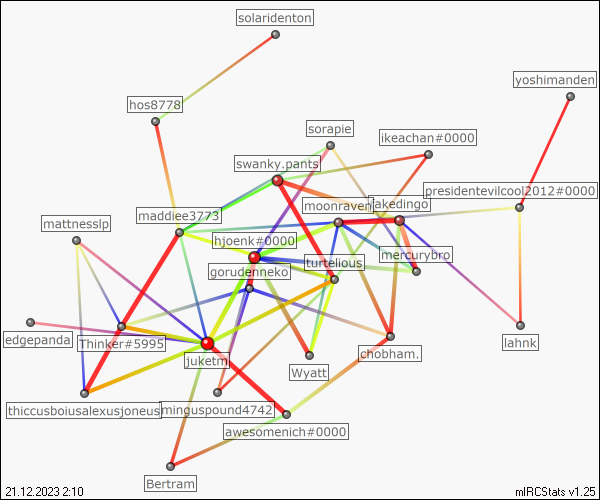 solaridenton
yoshimanden
hos8778
sorapie
ikeachan#0000
swanky.pants
presidentevilcool2012#0000
moonraven
jakedingo
maddiee3773
mattnesslp
hjoenk#0000
mercurybro
turtelious
gorudenneko
edgepanda
Thinker#5995
lahnk
juketm
chobham.
Wyatt
thiccusboiusalexusjoneus
minguspound4742
awesomenich#0000
Bertram
21.12.2023 2:10
mIRCStats v1.25